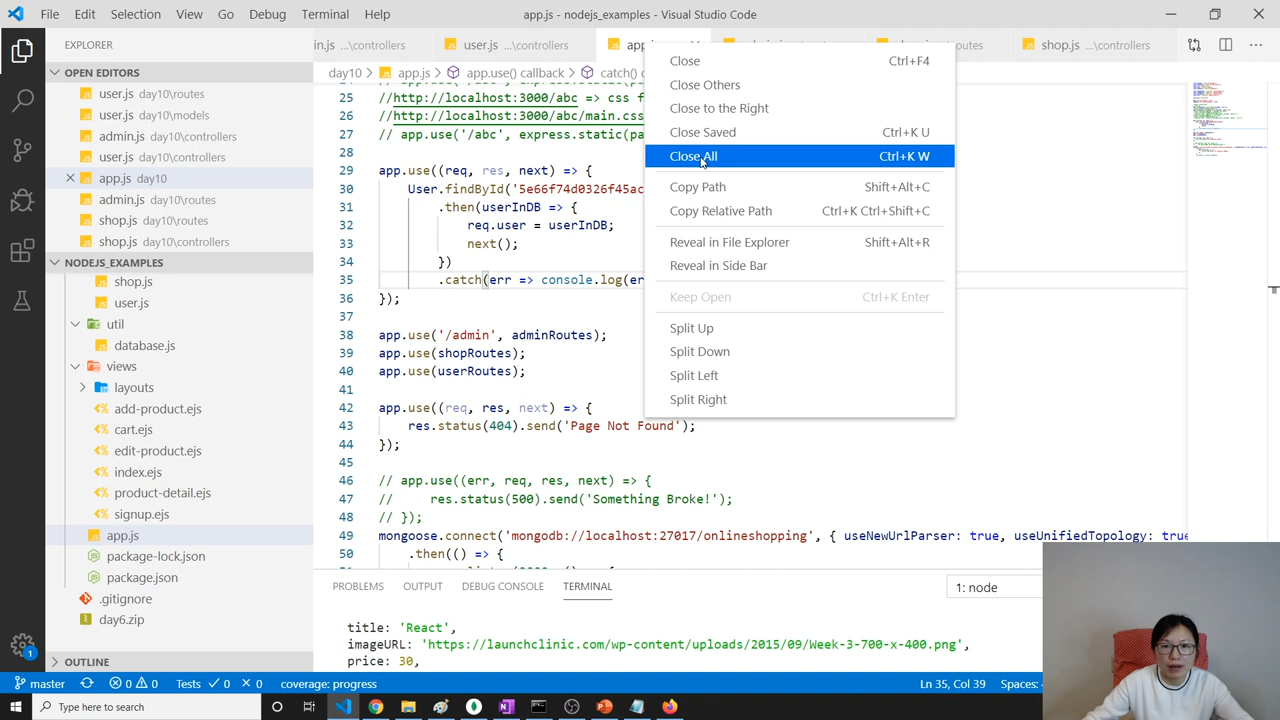 File Edit Selection View Go Debug Terminal Help
app.js - nodejs_examples - Visual Studio Code
EXPLORER
OPEN EDITORS
user.js day10\routes
user.js day10\models
admin.js day10\controllers
app.js day10
admin.js day10\routes
shop.js day10\routes
shop.js day10\controllers
NODEJS_EXAMPLES
shop.js
user.js
util
database.js
views
layouts
add-product.ejs
cart.ejs
edit-product.ejs
index.ejs
product-detail.ejs
signup.ejs
app.js
package-lock.json
package.json
.gitignore
day6.zip
OUTLINE
in.js ...\controllers
user.js ...\controllers
shop.js ...\controllers
day10 > app.js > app.use() callback > catch() c
25 //http://localhost:3000/abc => css f
26 //http://localhost:3000/abc/main.css
27 // app.use('/abc', express.static(pa
28
29 app.use((req, res, next) => {
30 User.findById('5e66f74d0326f45ac
31 .then(userInDB => {
32 req.user = userInDB;
33 next();
34 })
35 .catch(err => console.log(er
36 });
37
38 app.use('/admin', adminRoutes);
39 app.use(shopRoutes);
40 app.use(userRoutes);
41
42 app.use((req, res, next) => {
43 res.status(404).send('Page Not Found');
44 });
45
46 // app.use((err, req, res, next) => {
47 // res.status(500).send('Something Broke!');
48 // });
49 mongoose.connect('mongodb://localhost:27017/onlineshopping', { useNewUrlParser: true, useUnifiedTopology: true
50 .then(() => {
Close Ctrl+F4
Close Others
Close to the Right
Close Saved Ctrl+K U
Close All Ctrl+K W
Copy Path Shift+Alt+C
Copy Relative Path Ctrl+K Ctrl+Shift+C
Reveal in File Explorer Shift+Alt+R
Reveal in Side Bar
Keep Open Ctrl+K Enter
Split Up
Split Down
Split Left
Split Right
PROBLEMS OUTPUT DEBUG CONSOLE TERMINAL
1: node
title: 'React',
imageURL: 'https://launchclinic.com/wp-content/uploads/2015/09/Week-3-700-x-400.png',
price: 30,
1
master 0 0 Tests 0 0 coverage: progress
Ln 35, Col 39 Spaces:
Type here to search